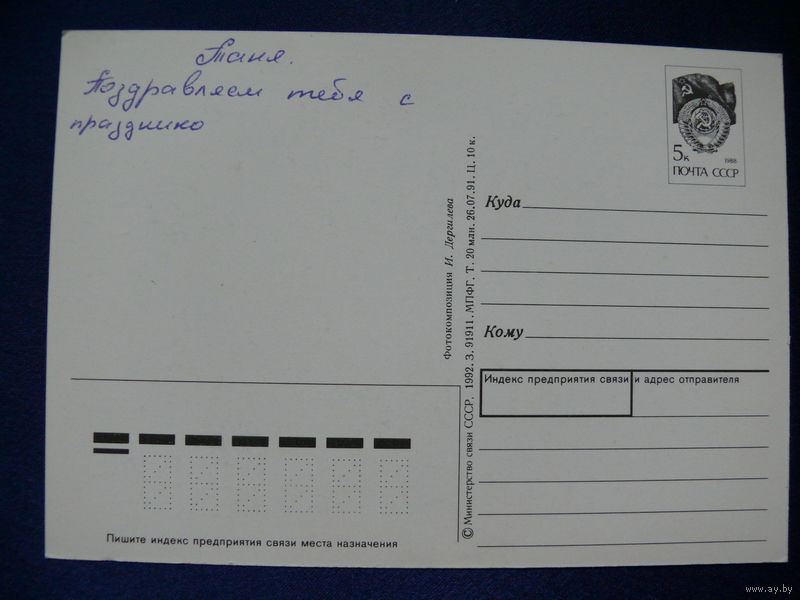 Таня.
Поздравляем тебя с
праздnико
5к
1988
ПОЧТА СССР
Куда
Кому
Индекс предприятия связи и адрес отправителя
Фотокомпозиция И. Дергилева
© Министерство связи СССР. 1992. З. 91911. МПФГ. Т. 20 млн. 26.07.91. Ц. 10 к.
Пишите индекс предприятия связи места назначения
www.ay.by